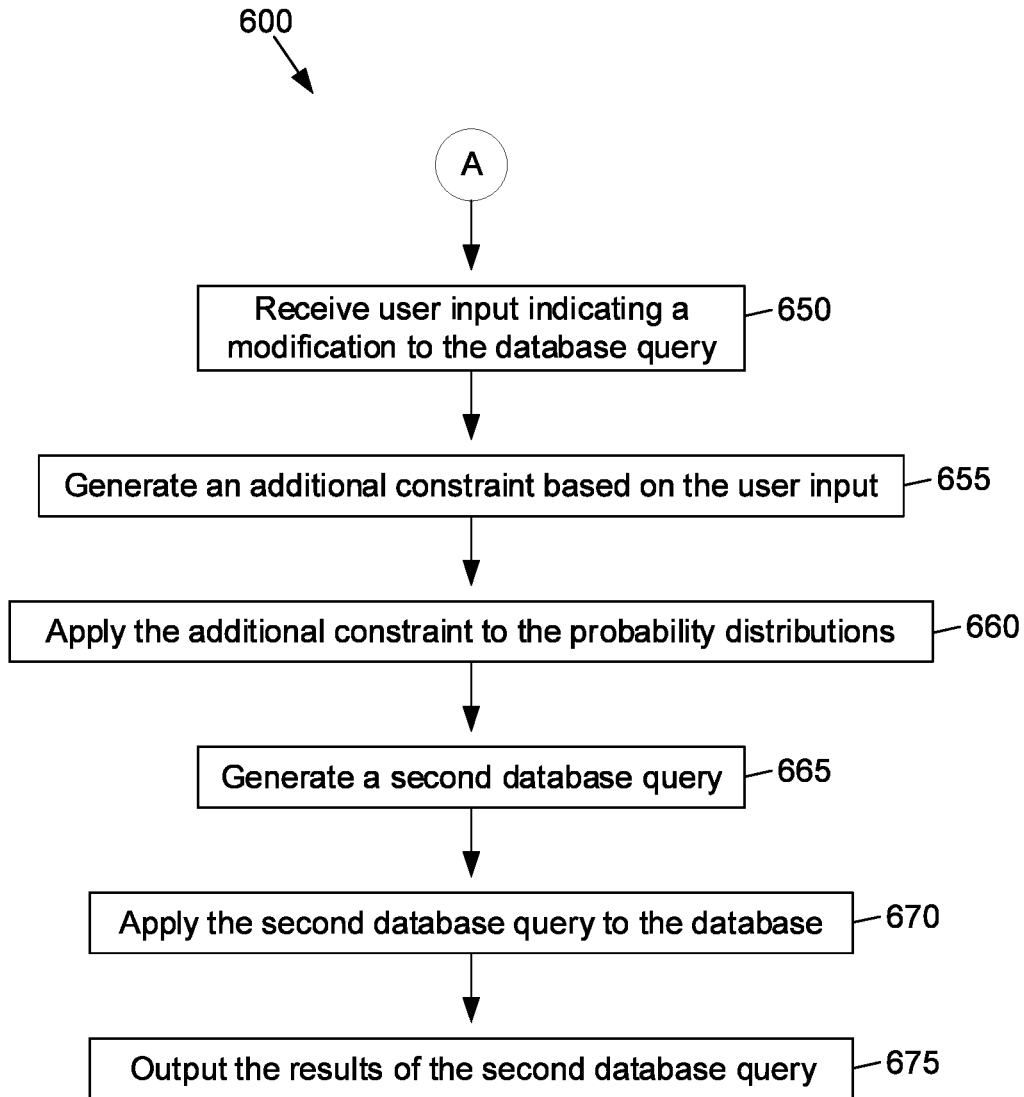 600
A
Receive user input indicating a
modification to the database query
650
Generate an additional constraint based on the user input
655
Apply the additional constraint to the probability distributions
660
Generate a second database query
665
Apply the second database query to the database
670
Output the results of the second database query
675